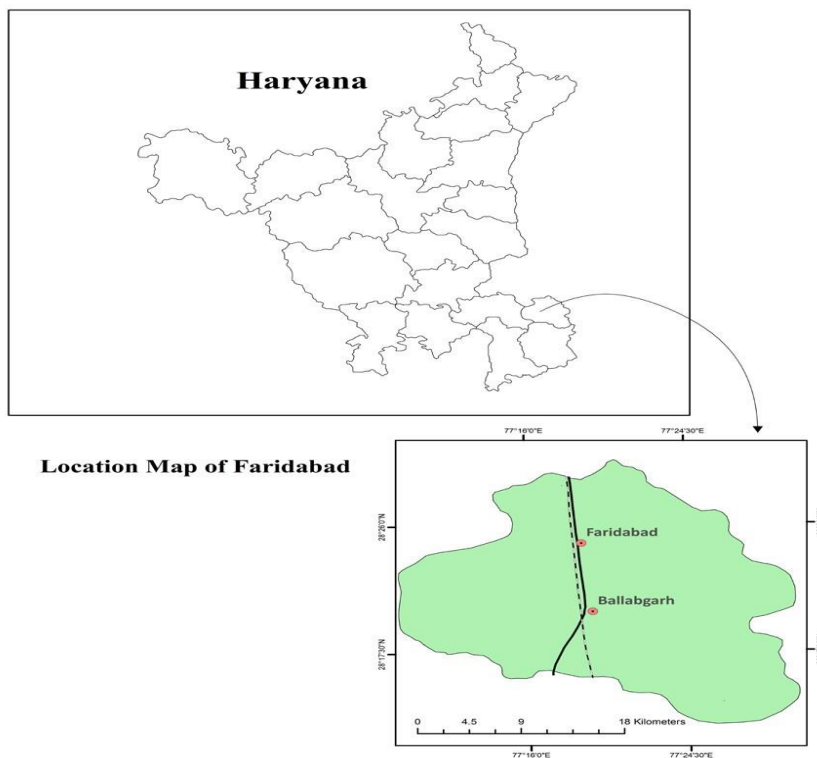 Haryana
77°16'0"E
77°24'30"E
Location Map of Faridabad
28°26'0"N
Faridabad
Ballabgarh
28°17'30"N
0 4.5 9 18 Kilometers
77°16'0"E
77°24'30"E